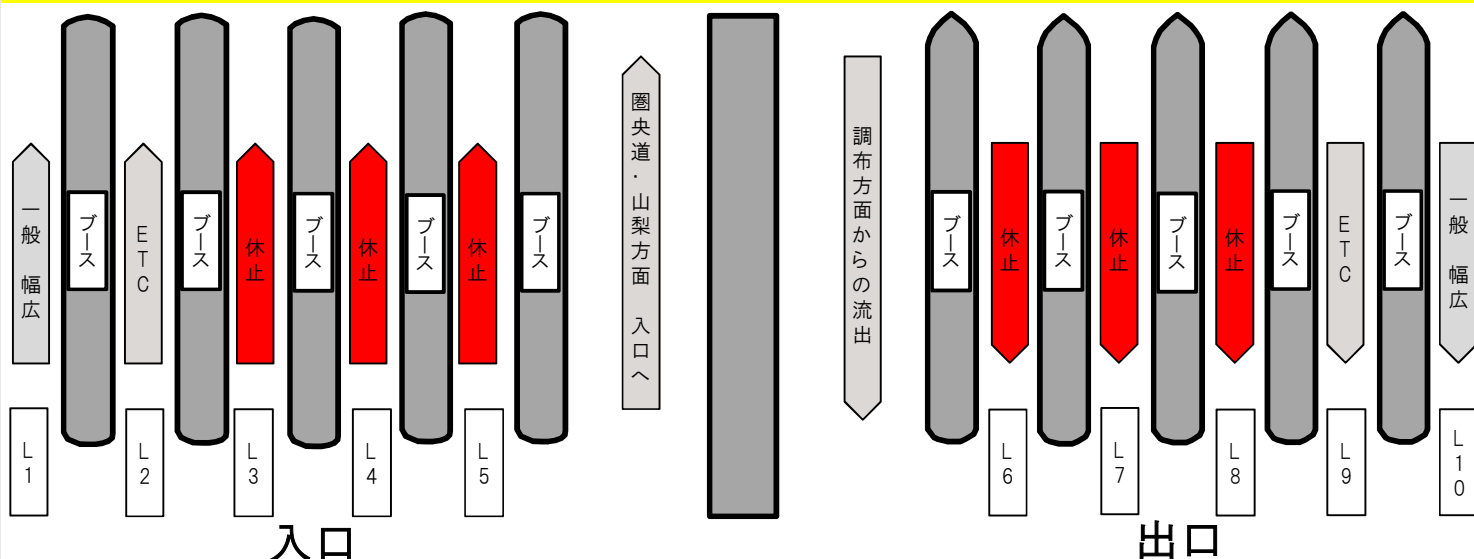 一般 幅広
ブース
ETC
ブース
休止
ブース
休止
ブース
休止
ブース
圏央道・山梨方面 入口へ
調布方面からの流出
ブース
休止
ブース
休止
ブース
休止
ブース
ETC
ブース
一般 幅広
L1
L2
L3
L4
L5
L6
L7
L8
L9
L10
入口
出口